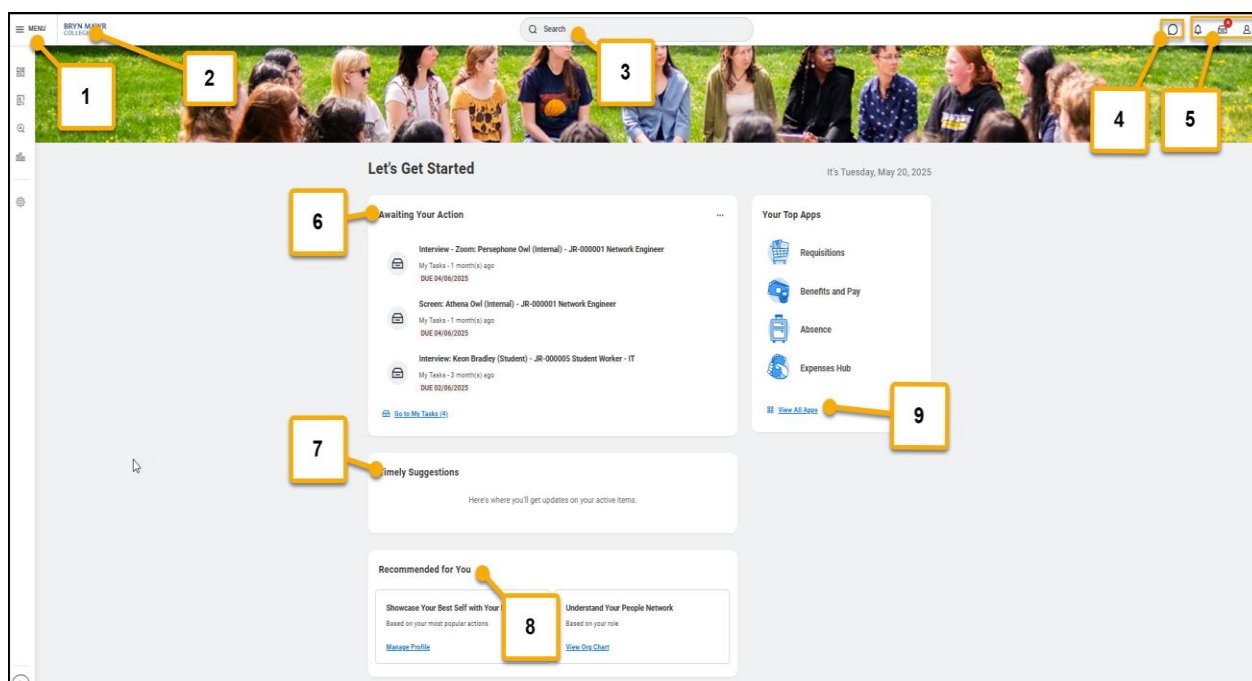 MENU
BRYN MAWR
COLLEGE
Search
4
1
2
3
4
5
Let's Get Started
It's Tuesday, May 20, 2025
6
Awaiting Your Action
...
Interview - Zoom: Persephone Owl (Internal) - JR-000001 Network Engineer
My Tasks - 1 month(s) ago
DUE 04/06/2025
Screen: Athena Owl (Internal) - JR-000001 Network Engineer
My Tasks - 1 month(s) ago
DUE 04/06/2025
Interview: Keon Bradley (Student) - JR-000005 Student Worker - IT
My Tasks - 3 month(s) ago
DUE 02/06/2025
Go to My Tasks (4)
Your Top Apps
Requisitions
Benefits and Pay
Absence
Expenses Hub
View All Apps
9
7
Timely Suggestions
Here's where you'll get updates on your active items.
Recommended for You
8
Showcase Your Best Self with Your
Based on your most popular actions
Manage Profile
Understand Your People Network
Based on your role
View Org Chart